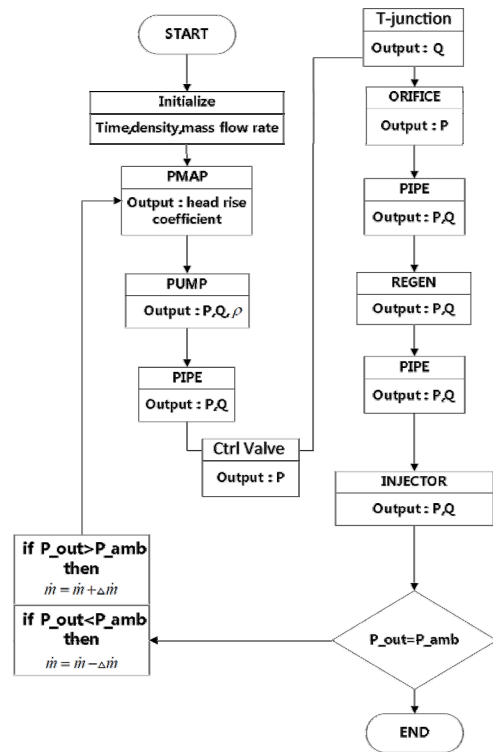 START
Initialize
Time,density,mass flow rate
PMAP
Output : head rise
coefficient
PUMP
Output : P,Q,ρ
PIPE
Output : P,Q
Ctrl Valve
Output : P
T-junction
Output : Q
ORIFICE
Output : P
PIPE
Output : P,Q
REGEN
Output : P,Q
PIPE
Output : P,Q
INJECTOR
Output : P,Q
P_out=P_amb
if P_out>P_amb
then
ṁ = ṁ+△ṁ
if P_out<P_amb
then
ṁ = ṁ−△ṁ
END